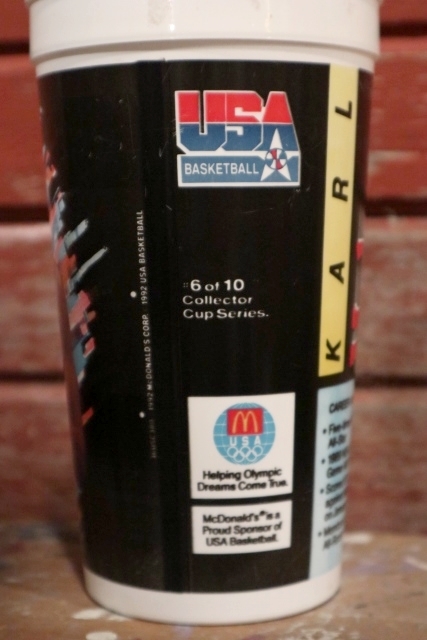 USA
BASKETBALL
#6 of 10
Collector
Cup Series.
KARL
1992 McDONALD'S CORP. 1992 USA BASKETBALL
M
USA
Helping Olympic
Dreams Come True.
McDonald's® is a
Proud Sponsor of
USA Basketball.